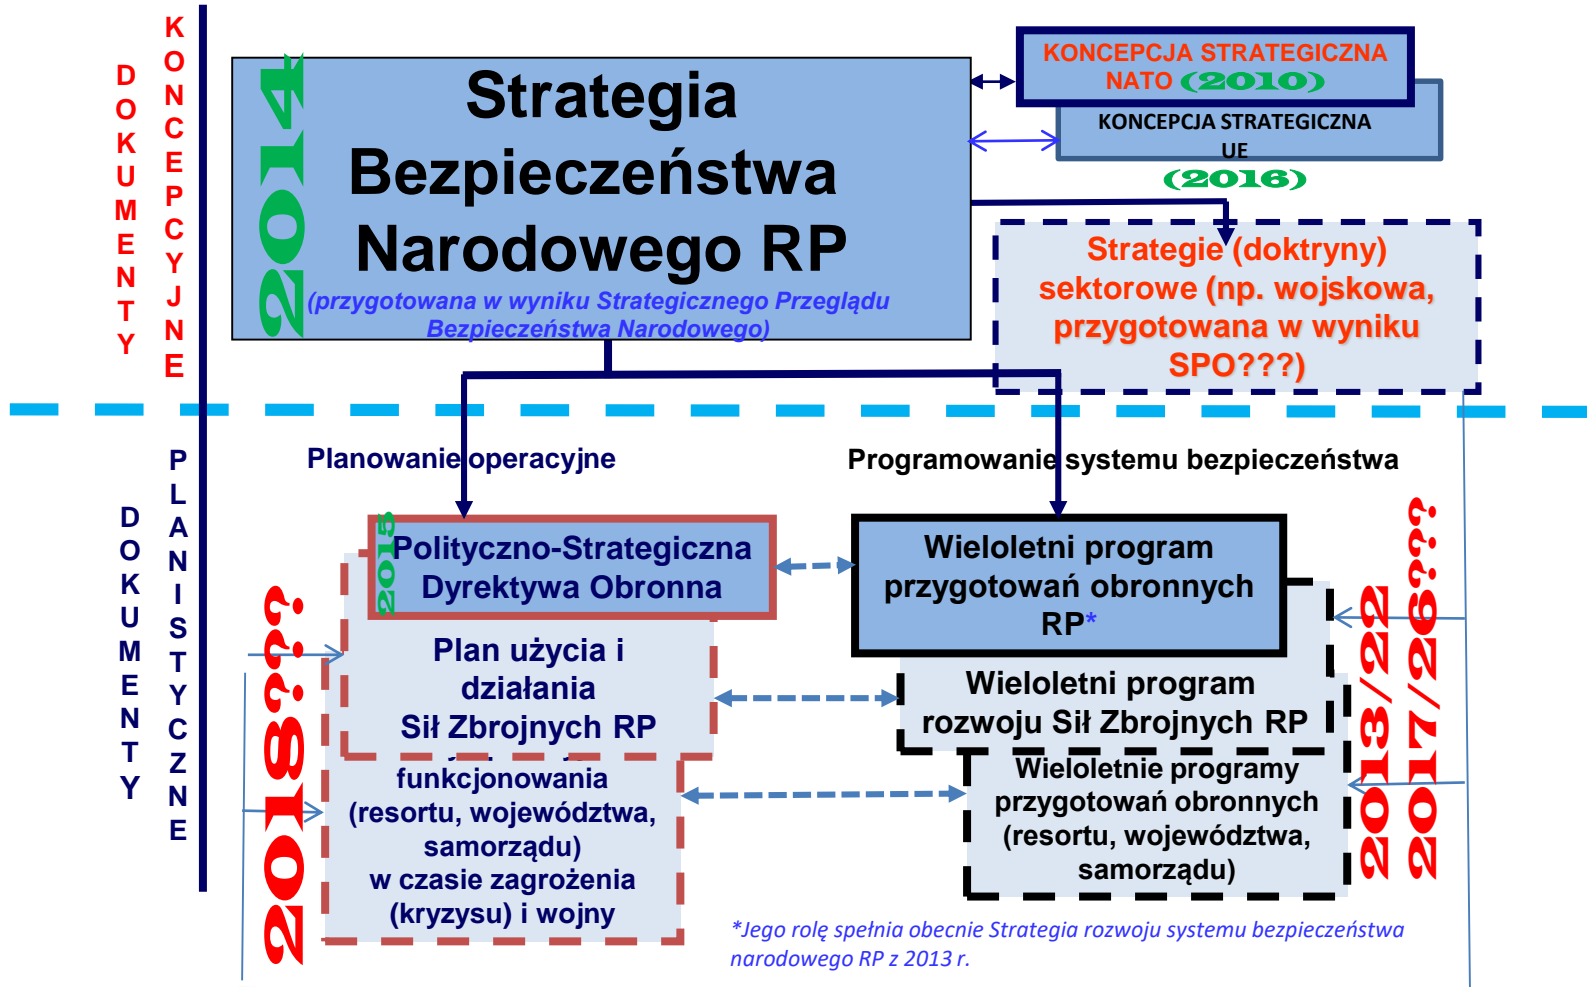 DOKUMENTY
KONCEPCYJNE
2014
Strategia
Bezpieczeństwa
Narodowego RP
(przygotowana w wyniku Strategicznego Przeglądu
Bezpieczeństwa Narodowego)
KONCEPCJA STRATEGICZNA
NATO (2010)
KONCEPCJA STRATEGICZNA
UE
(2016)
Strategie (doktryny)
sektorowe (np. wojskowa,
przygotowana w wyniku
SPO???)
DOKUMENTY
PLANISTYCZNE
Planowanie operacyjne
Programowanie systemu bezpieczeństwa
2015
Polityczno-Strategiczna
Dyrektywa Obronna
Wieloletni program
przygotowań obronnych
RP*
2018???
Plan użycia i
działania
Sił Zbrojnych RP
Wieloletni program
rozwoju Sił Zbrojnych RP
2013/22
2017/26???
funkcjonowania
(resortu, województwa,
samorządu)
w czasie zagrożenia
(kryzysu) i wojny
Wieloletnie programy
przygotowań obronnych
(resortu, województwa,
samorządu)
*Jego rolę spełnia obecnie Strategia rozwoju systemu bezpieczeństwa
narodowego RP z 2013 r.